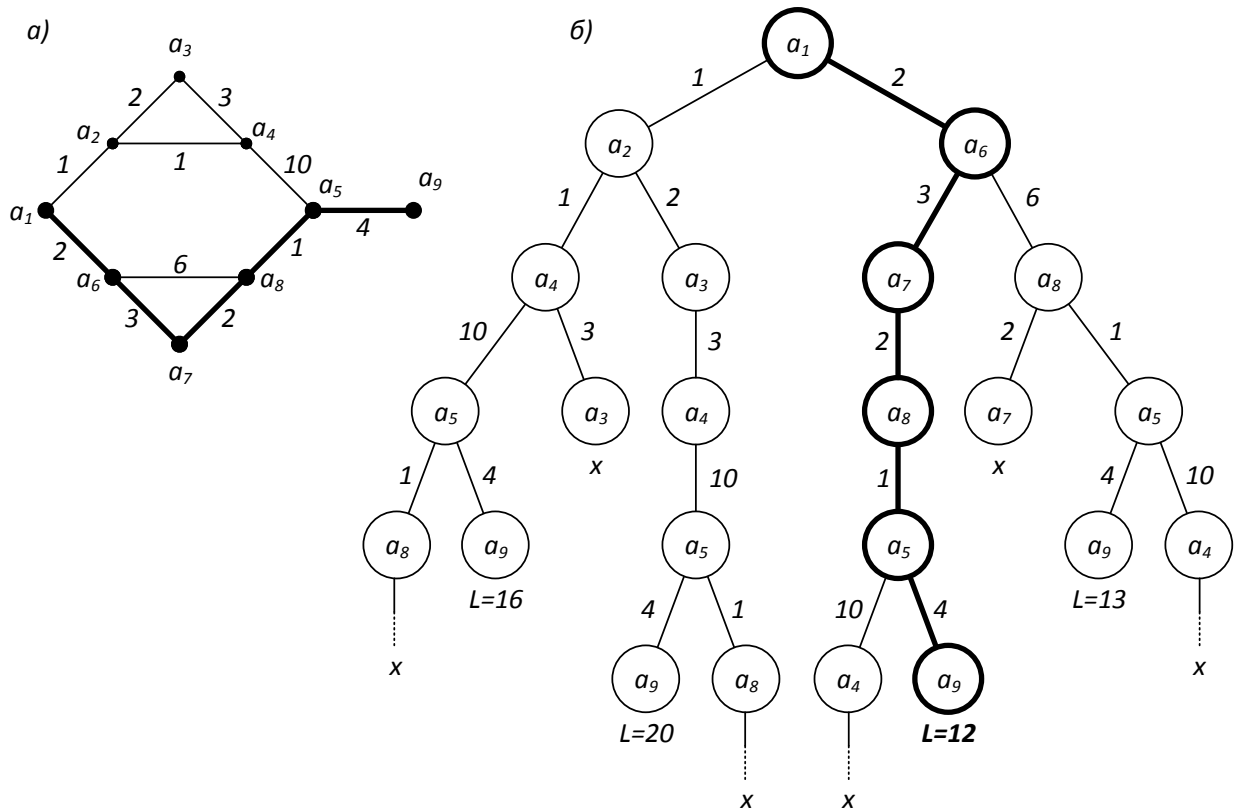 а)
a3
2 3
a2 a4
1 1 10
a1 a5 a9
2 6 1 4
a6 a8
3 2
a7
б)
a1
1 2
a2 a6
1 2 3 6
a4 a3 a7 a8
10 3 3 2 2 1
a5 a3 a4 a8 a7 a5
x x
1 4 10 1 4 10
a8 a9 a5 a5 a9 a4
L=16 L=13
4 1 10 4
x x
a9 a8 a4 a9
L=20 L=12
x x